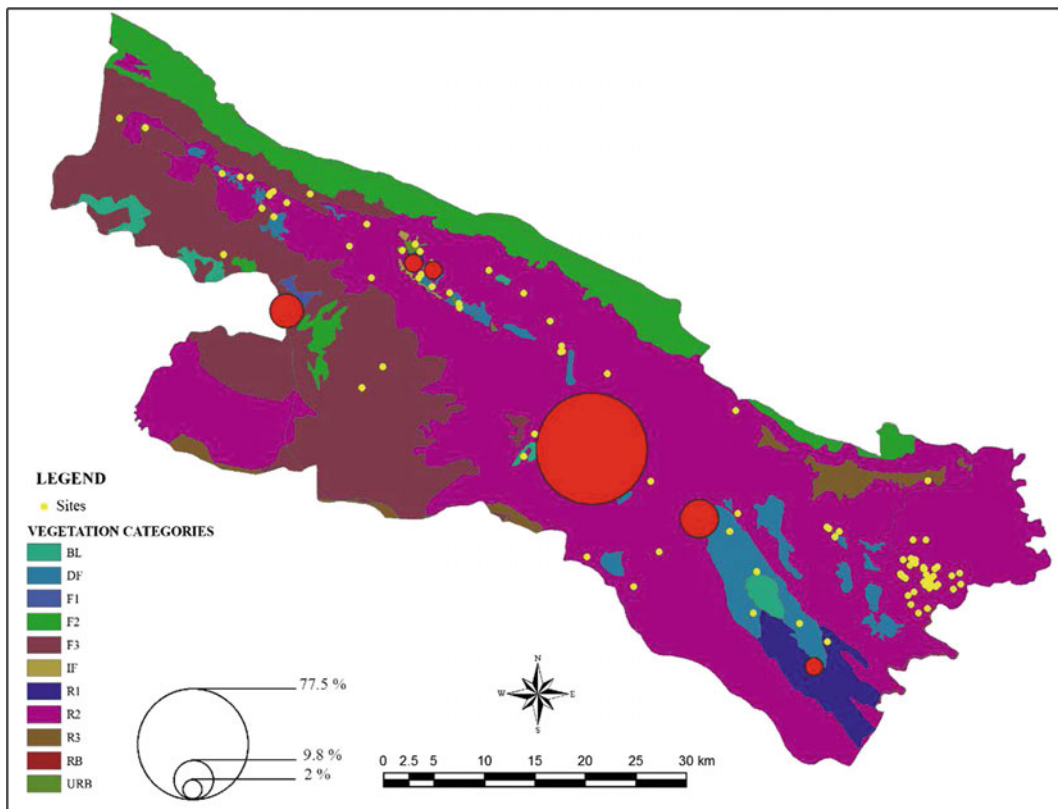 LEGEND
Sites
VEGETATION CATEGORIES
BL
DF
F1
F2
F3
IF
R1
R2
R3
RB
URB
77.5 %
9.8 %
2 %
N
W E
S
0 2.5 5 10 15 20 25 30 km